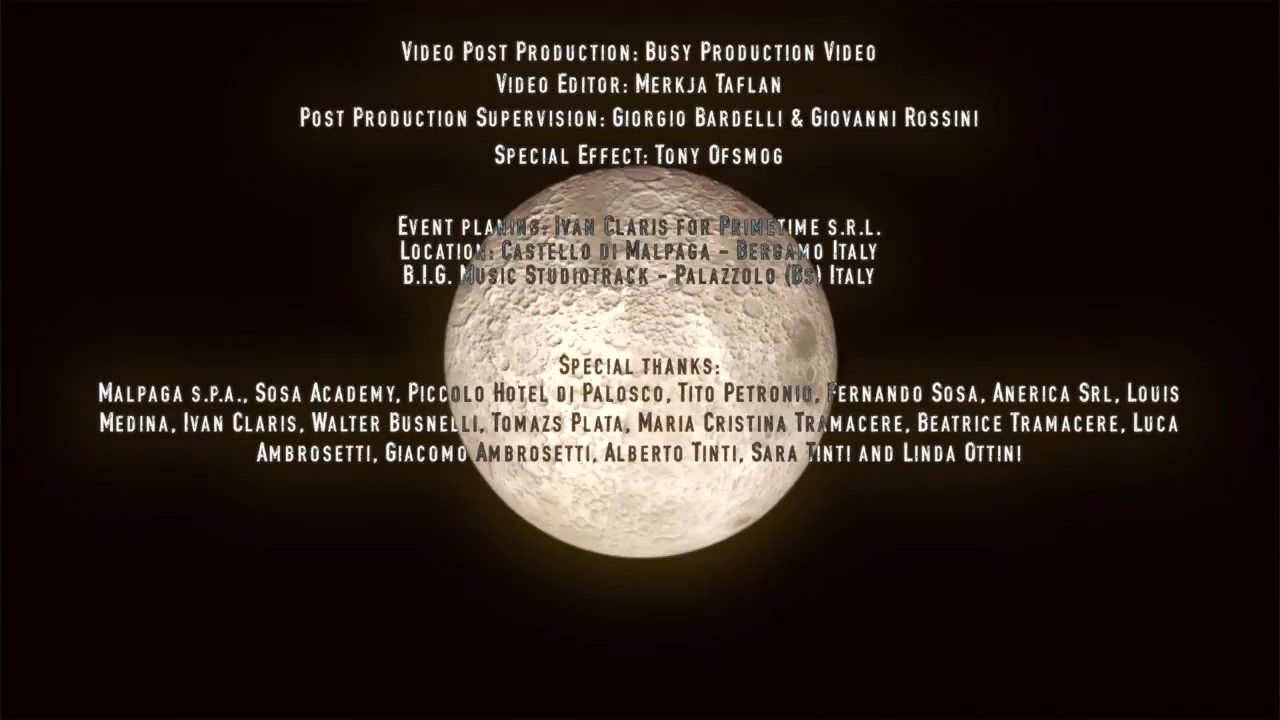 Video Post Production: Busy Production Video
Video Editor: Merkja Taflan
Post Production Supervision: Giorgio Bardelli & Giovanni Rossini
Special Effect: Tony Ofsmog
Event planing: Ivan Claris for Primetime s.r.l.
Location: Castello di Malpaga - Bergamo Italy
B.I.G. Music Studiotrack - Palazzolo (Bs) Italy
Special thanks:
Malpaga s.p.a., Sosa Academy, Piccolo Hotel di Palosco, Tito Petronio, Fernando Sosa, Anerica Srl, Louis
Medina, Ivan Claris, Walter Busnelli, Tomazs Plata, Maria Cristina Tramacere, Beatrice Tramacere, Luca
Ambrosetti, Giacomo Ambrosetti, Alberto Tinti, Sara Tinti and Linda Ottini